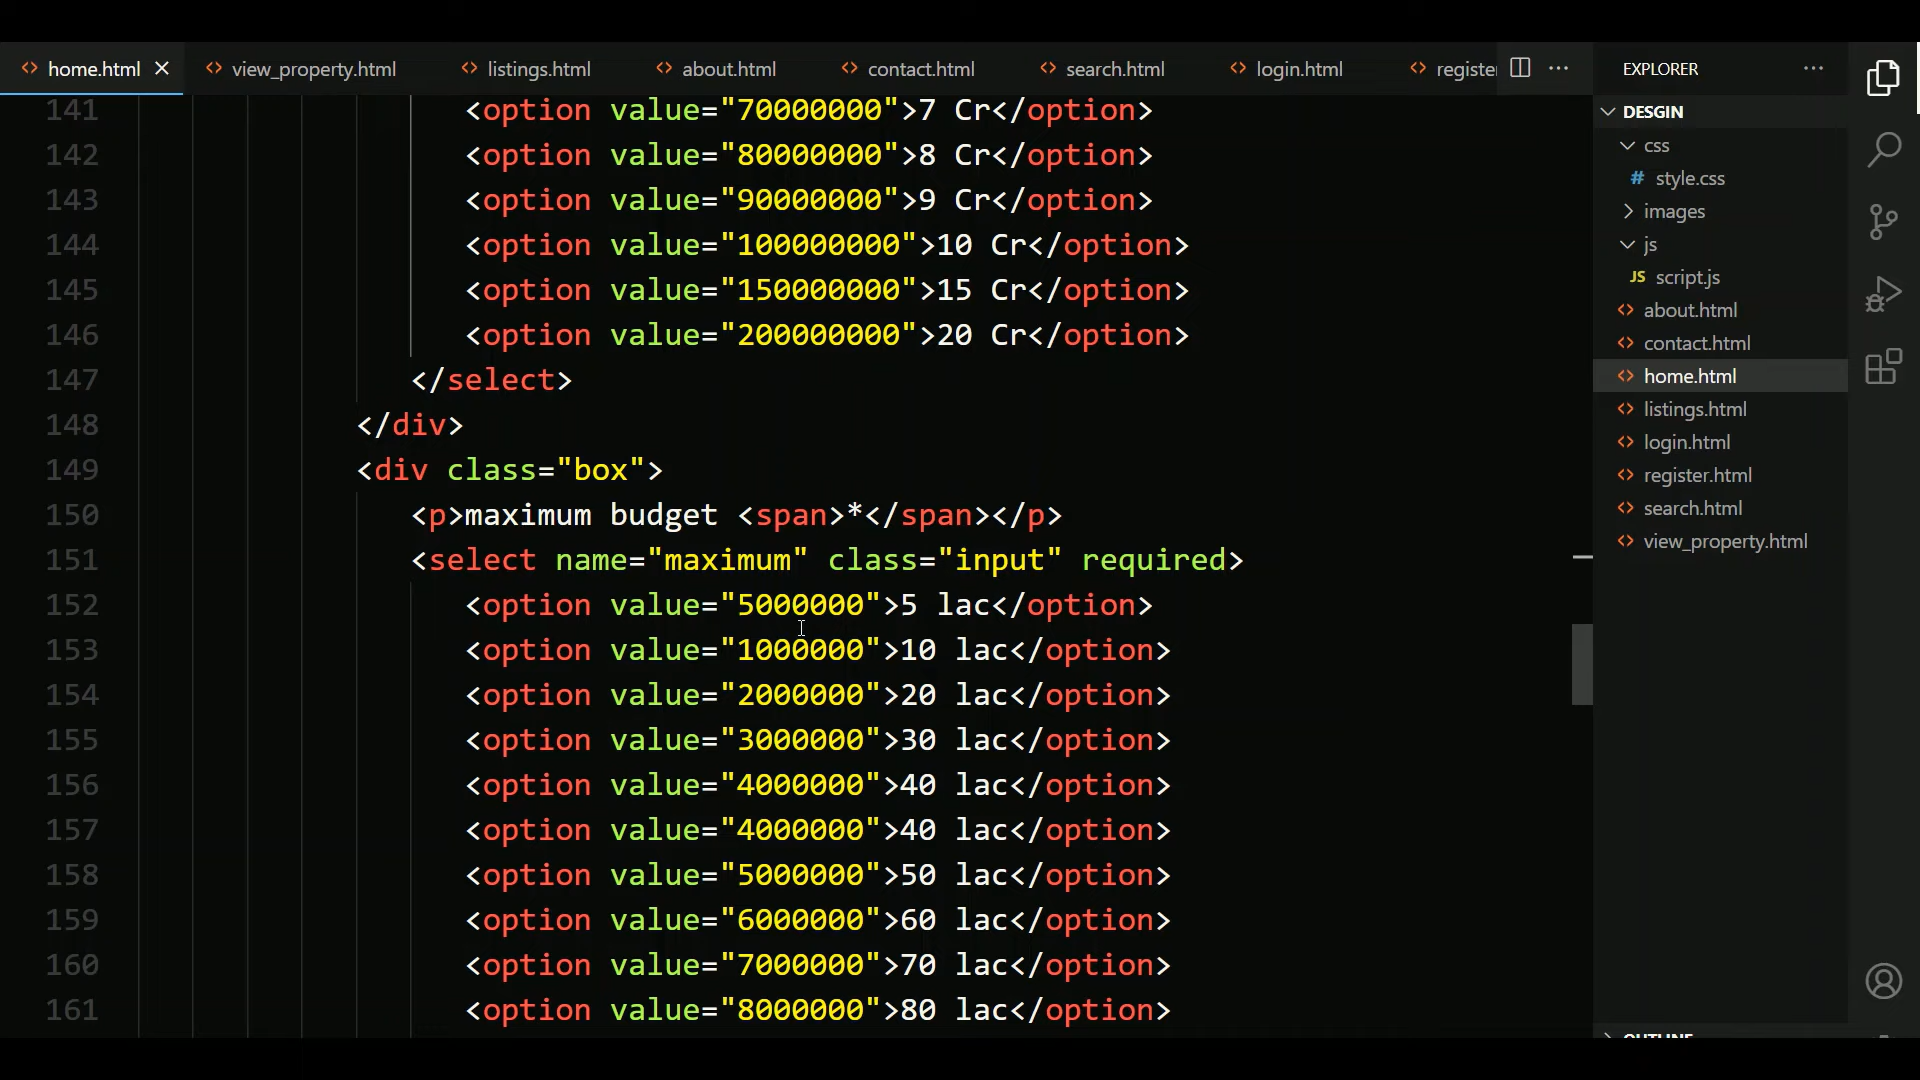 home.html
view_property.html
listings.html
about.html
contact.html
search.html
login.html
registe
EXPLORER
141 <option value="70000000">7 Cr</option>
142 <option value="80000000">8 Cr</option>
143 <option value="90000000">9 Cr</option>
144 <option value="100000000">10 Cr</option>
145 <option value="150000000">15 Cr</option>
146 <option value="200000000">20 Cr</option>
147 </select>
148 </div>
149 <div class="box">
150 <p>maximum budget <span>*</span></p>
151 <select name="maximum" class="input" required>
152 <option value="5000000">5 lac</option>
153 <option value="1000000">10 lac</option>
154 <option value="2000000">20 lac</option>
155 <option value="3000000">30 lac</option>
156 <option value="4000000">40 lac</option>
157 <option value="4000000">40 lac</option>
158 <option value="5000000">50 lac</option>
159 <option value="6000000">60 lac</option>
160 <option value="7000000">70 lac</option>
161 <option value="8000000">80 lac</option>
DESGIN
css
# style.css
images
js
JS script.js
about.html
contact.html
home.html
listings.html
login.html
register.html
search.html
view_property.html
OUTLINE